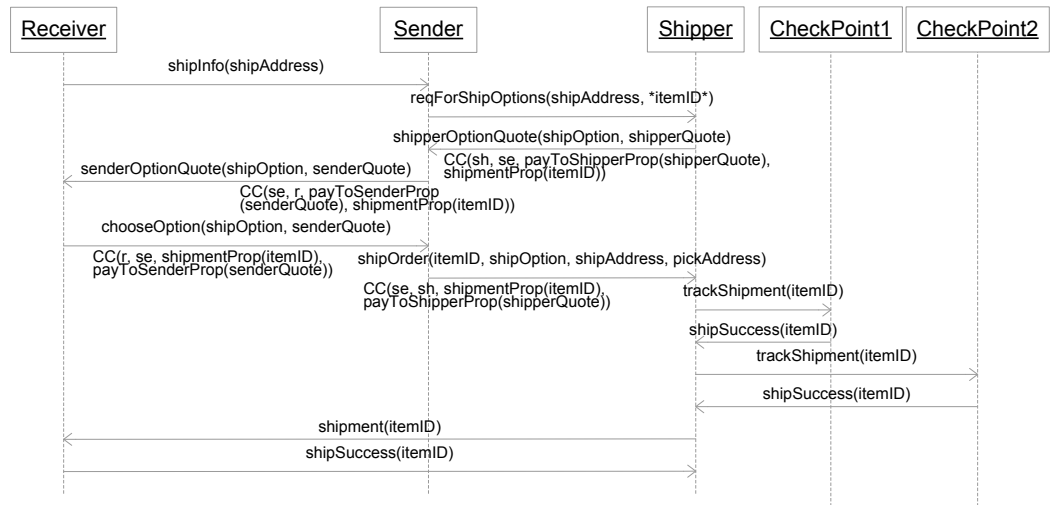 Receiver
Sender
Shipper
CheckPoint1
CheckPoint2
shipInfo(shipAddress)
reqForShipOptions(shipAddress, *itemID*)
shipperOptionQuote(shipOption, shipperQuote)
CC(sh, se, payToShipperProp(shipperQuote),
shipmentProp(itemID))
senderOptionQuote(shipOption, senderQuote)
CC(se, r, payToSenderProp
(senderQuote), shipmentProp(itemID))
chooseOption(shipOption, senderQuote)
CC(r, se, shipmentProp(itemID),
payToSenderProp(senderQuote))
shipOrder(itemID, shipOption, shipAddress, pickAddress)
CC(se, sh, shipmentProp(itemID),
payToShipperProp(shipperQuote))
trackShipment(itemID)
shipSuccess(itemID)
trackShipment(itemID)
shipSuccess(itemID)
shipment(itemID)
shipSuccess(itemID)